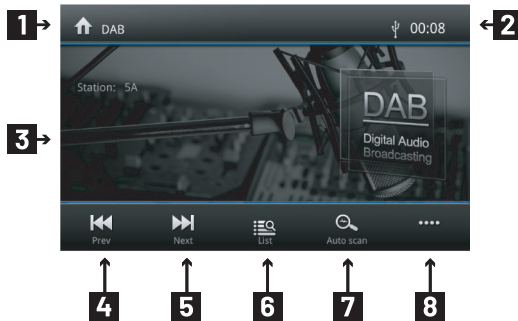 1 DAB 00:08 2
Station: 5A
DAB
3
Digital Audio
Broadcasting
Prev Next List Auto scan
4 5 6 7 8